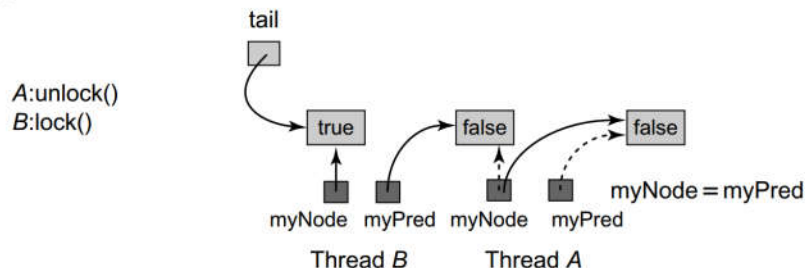 tail
A:unlock()
B:lock()
true
false
false
myNode
myPred
myNode
myPred
myNode=myPred
Thread B
Thread A